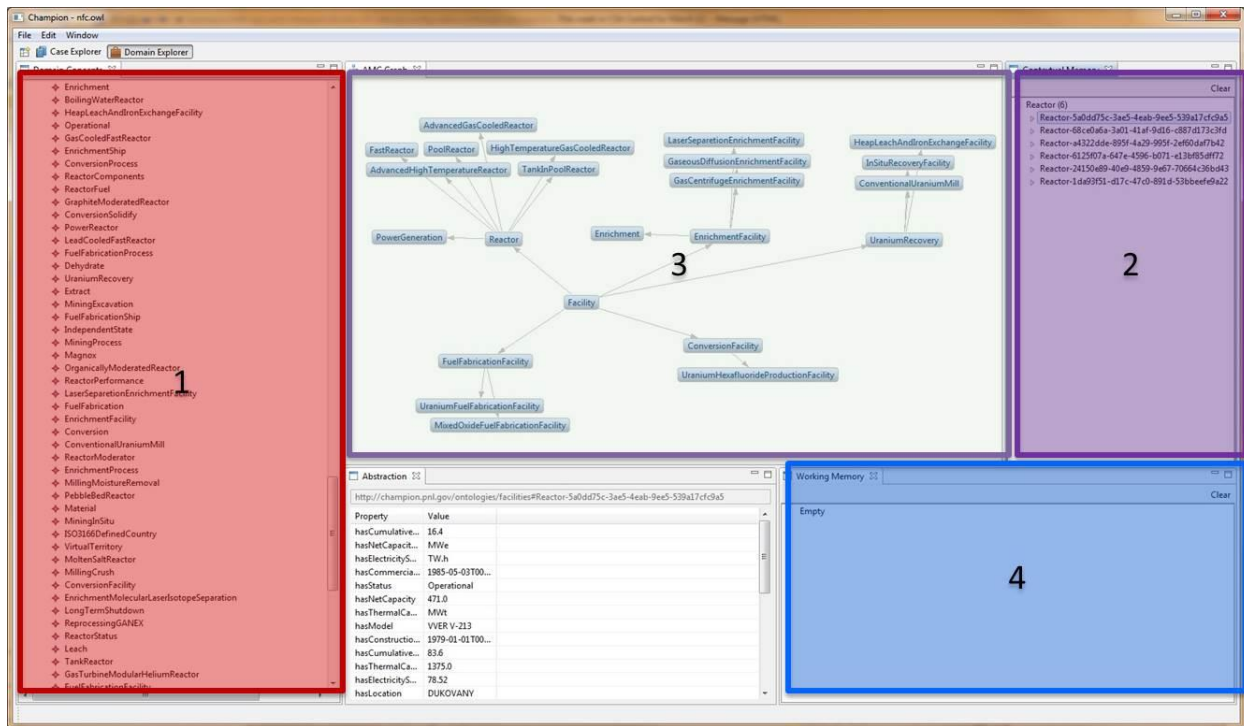 Champion - nfc.owl
File Edit Window
Case Explorer Domain Explorer
Domain Concepts
Enrichment
BoilingWaterReactor
HeapLeachAndIronExchangeFacility
Operational
GasCooledFastReactor
EnrichmentShip
ConversionProcess
ReactorComponents
ReactorFuel
GraphiteModeratedReactor
ConversionSolidify
PowerReactor
LeadCooledFastReactor
FuelFabricationProcess
Dehydrate
UraniumRecovery
Extract
MiningExcavation
FuelFabricationShip
IndependentState
MiningProcess
Magnox
OrganicallyModeratedReactor
ReactorPerformance
1
LaserSeparetionEnrichmentFacility
FuelFabrication
EnrichmentFacility
Conversion
ConventionalUraniumMill
ReactorModerator
EnrichmentProcess
MillingMoistureRemoval
PebbleBedReactor
Material
MiningInSitu
ISO3166DefinedCountry
VirtualTerritory
MoltenSaltReactor
MillingCrush
ConversionFacility
EnrichmentMolecularLaserIsotopeSeparation
LongTermShutdown
ReprocessingGANEX
ReactorStatus
Leach
TankReactor
GasTurbineModularHeliumReactor
FuelFabricationFacility
AMC Graph
AdvancedGasCooledReactor
FastReactor
PoolReactor
HighTemperatureGasCooledReactor
AdvancedHighTemperatureReactor
TankInPoolReactor
PowerGeneration
Reactor
LaserSeparetionEnrichmentFacility
GaseousDiffusionEnrichmentFacility
GasCentrifugeEnrichmentFacility
Enrichment
EnrichmentFacility
HeapLeachAndIronExchangeFacility
InSituRecoveryFacility
ConventionalUraniumMill
UraniumRecovery
3
Facility
FuelFabricationFacility
UraniumFuelFabricationFacility
MixedOxideFuelFabricationFacility
ConversionFacility
UraniumHexafluorideProductionFacility
Contextual Memory
Clear
Reactor (6)
Reactor-5a0dd75c-3ae5-4eab-9ee5-539a17cfc9a5
Reactor-68ce0a6a-3a01-41af-9d16-c887d173c3fd
Reactor-a4322dde-895f-4a29-995f-2ef60daf7b42
Reactor-6125f07a-647e-4596-b071-e13bf85dff72
Reactor-24150e89-40e9-4859-9e67-70664c36bd43
Reactor-1da93f51-d17c-47c0-891d-53bbeefe9a22
2
Abstraction
http://champion.pnl.gov/ontologies/facilities#Reactor-5a0dd75c-3ae5-4eab-9ee5-539a17cfc9a5
Property Value
hasCumulative... 16.4
hasNetCapacit... MWe
hasElectricityS... TW.h
hasCommercia... 1985-05-03T00...
hasStatus Operational
hasNetCapacity 471.0
hasThermalCa... MWt
hasModel VVER V-213
hasConstructio... 1979-01-01T00...
hasCumulative... 83.6
hasThermalCa... 1375.0
hasElectricityS... 78.52
hasLocation DUKOVANY
Working Memory
Clear
Empty
4